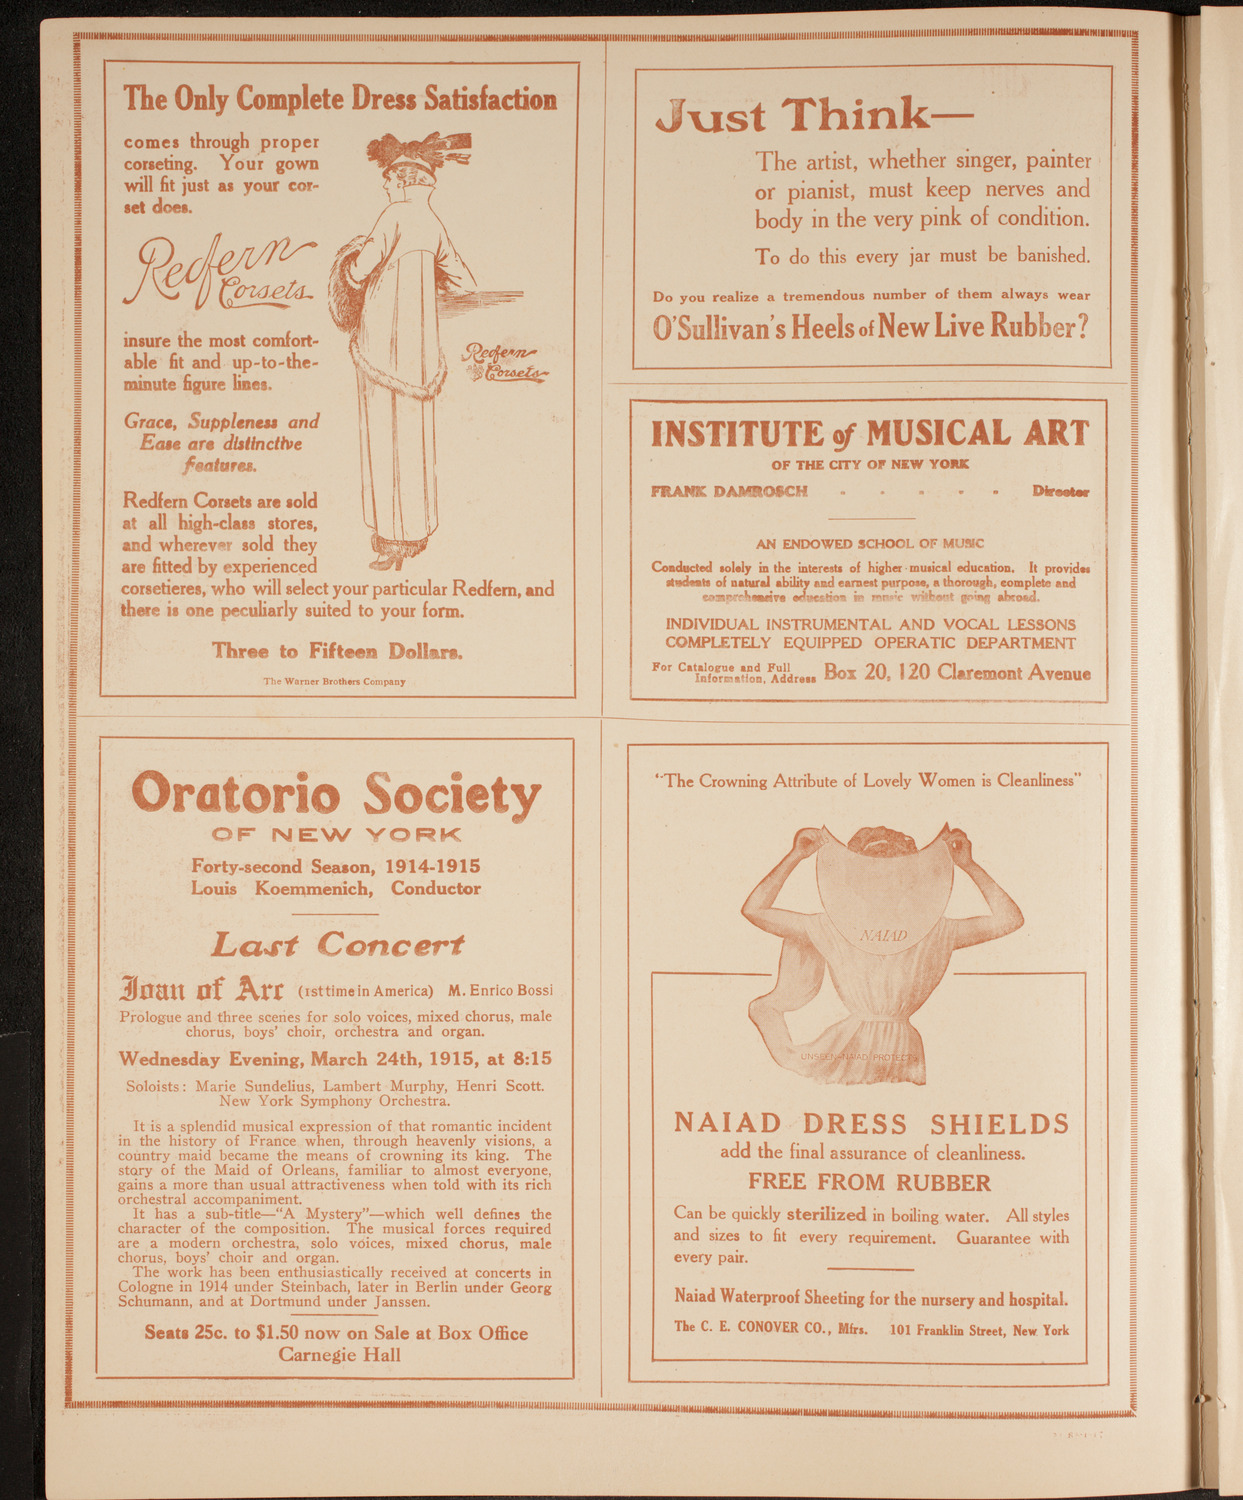 The Only Complete Dress Satisfaction
comes through proper
corseting. Your gown
will fit just as your cor-
set does.
Redfern
Corsets
insure the most comfort-
able fit and up-to-the-
minute figure lines.
Grace, Suppleness and
Ease are distinctive
features.
Redfern Corsets are sold
at all high-class stores,
and wherever sold they
are fitted by experienced
corsetieres, who will select your particular Redfern, and
there is one peculiarly suited to your form.
Three to Fifteen Dollars.
The Warner Brothers Company
Redfern
Corsets
Just Think—
The artist, whether singer, painter
or pianist, must keep nerves and
body in the very pink of condition.
To do this every jar must be banished.
Do you realize a tremendous number of them always wear
O'Sullivan's Heels of New Live Rubber?
INSTITUTE of MUSICAL ART
OF THE CITY OF NEW YORK
FRANK DAMROSCH - - - - - Director
AN ENDOWED SCHOOL OF MUSIC
Conducted solely in the interests of higher musical education. It provides
students of natural ability and earnest purpose, a thorough, complete and
comprehensive education in music without going abroad.
INDIVIDUAL INSTRUMENTAL AND VOCAL LESSONS
COMPLETELY EQUIPPED OPERATIC DEPARTMENT
For Catalogue and Full
Information, Address Box 20, 120 Claremont Avenue
Oratorio Society
OF NEW YORK
Forty-second Season, 1914-1915
Louis Koemmenich, Conductor
Last Concert
Joan of Arc (1st time in America) M. Enrico Bossi
Prologue and three scenes for solo voices, mixed chorus, male
chorus, boys' choir, orchestra and organ.
Wednesday Evening, March 24th, 1915, at 8:15
Soloists: Marie Sundelius, Lambert Murphy, Henri Scott.
New York Symphony Orchestra.
It is a splendid musical expression of that romantic incident
in the history of France when, through heavenly visions, a
country maid became the means of crowning its king. The
story of the Maid of Orleans, familiar to almost everyone,
gains a more than usual attractiveness when told with its rich
orchestral accompaniment.
It has a sub-title—"A Mystery"—which well defines the
character of the composition. The musical forces required
are a modern orchestra, solo voices, mixed chorus, male
chorus, boys' choir and organ.
The work has been enthusiastically received at concerts in
Cologne in 1914 under Steinbach, later in Berlin under Georg
Schumann, and at Dortmund under Janssen.
Seats 25c. to $1.50 now on Sale at Box Office
Carnegie Hall
"The Crowning Attribute of Lovely Women is Cleanliness"
NAIAD
UNSEEN-NAIAD PROTECTS
NAIAD DRESS SHIELDS
add the final assurance of cleanliness.
FREE FROM RUBBER
Can be quickly sterilized in boiling water. All styles
and sizes to fit every requirement. Guarantee with
every pair.
Naiad Waterproof Sheeting for the nursery and hospital.
The C. E. CONOVER CO., Mfrs. 101 Franklin Street, New York